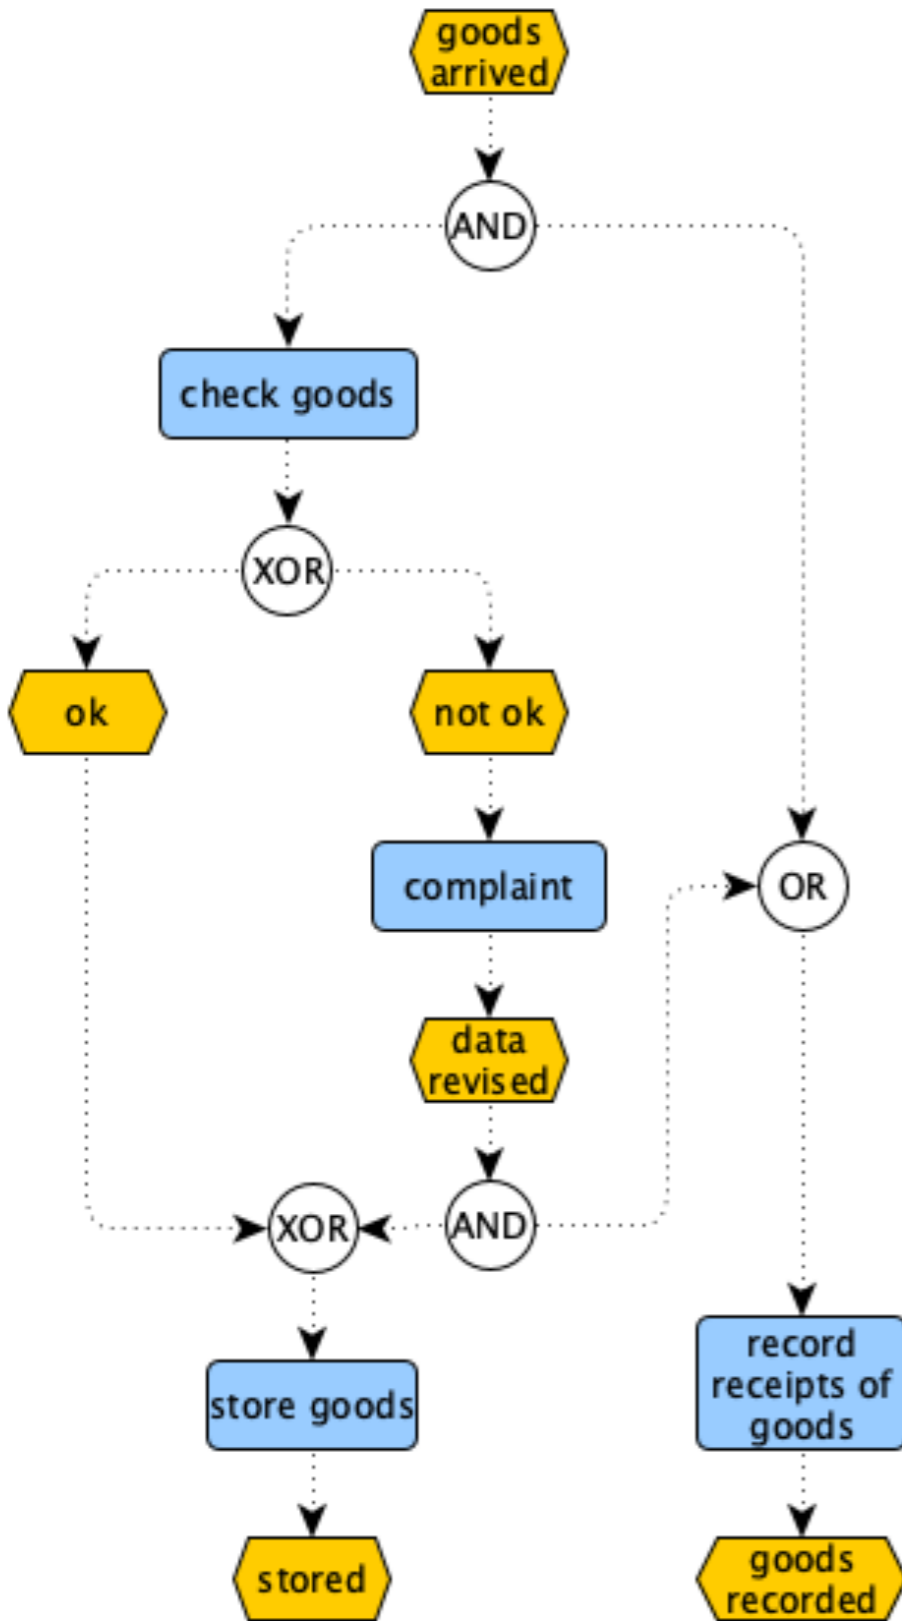 goods
arrived
AND
check goods
XOR
ok
not ok
complaint
OR
data
revised
XOR
AND
store goods
record
receipts of
goods
stored
goods
recorded